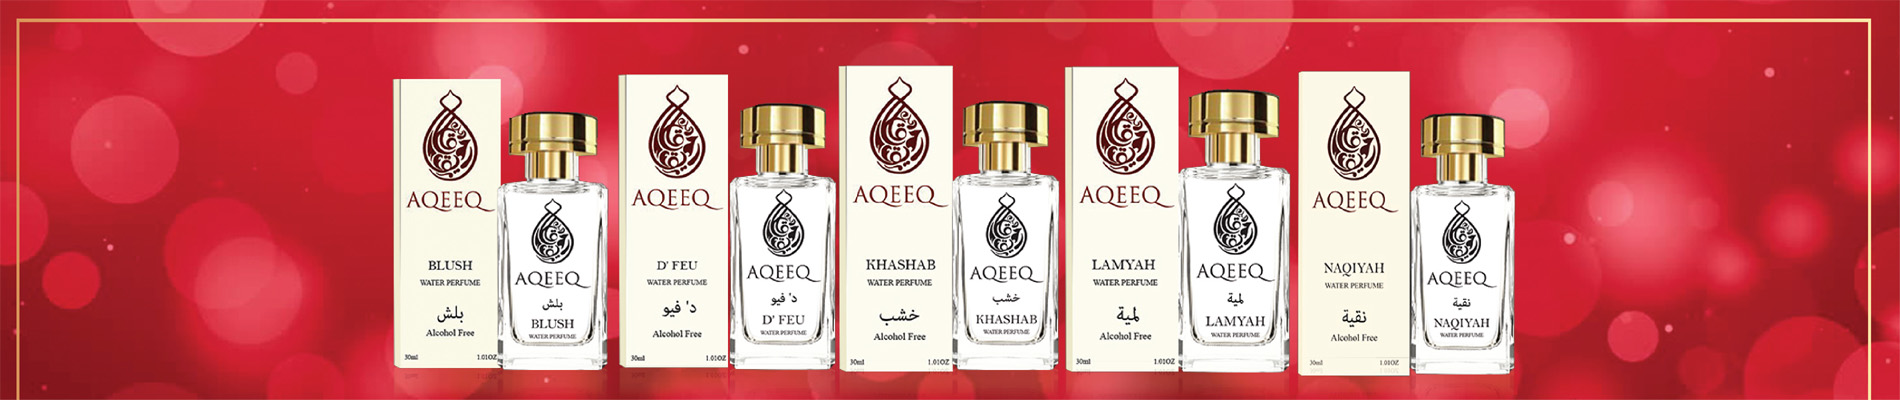 AQEEQ
BLUSH
WATER PERFUME
بلش
Alcohol Free
30ml 1.01OZ
AQEEQ
بلش
BLUSH
WATER PERFUME
AQEEQ
D' FEU
WATER PERFUME
د' فيو
Alcohol Free
30ml 1.01OZ
AQEEQ
د' فيو
D' FEU
WATER PERFUME
AQEEQ
KHASHAB
WATER PERFUME
خشب
Alcohol Free
30ml 1.01OZ
AQEEQ
خشب
KHASHAB
WATER PERFUME
AQEEQ
LAMYAH
WATER PERFUME
لمية
Alcohol Free
30ml 1.01OZ
AQEEQ
لمية
LAMYAH
WATER PERFUME
AQEEQ
NAQIYAH
WATER PERFUME
نقية
Alcohol Free
30ml 1.01OZ
AQEEQ
نقية
NAQIYAH
WATER PERFUME